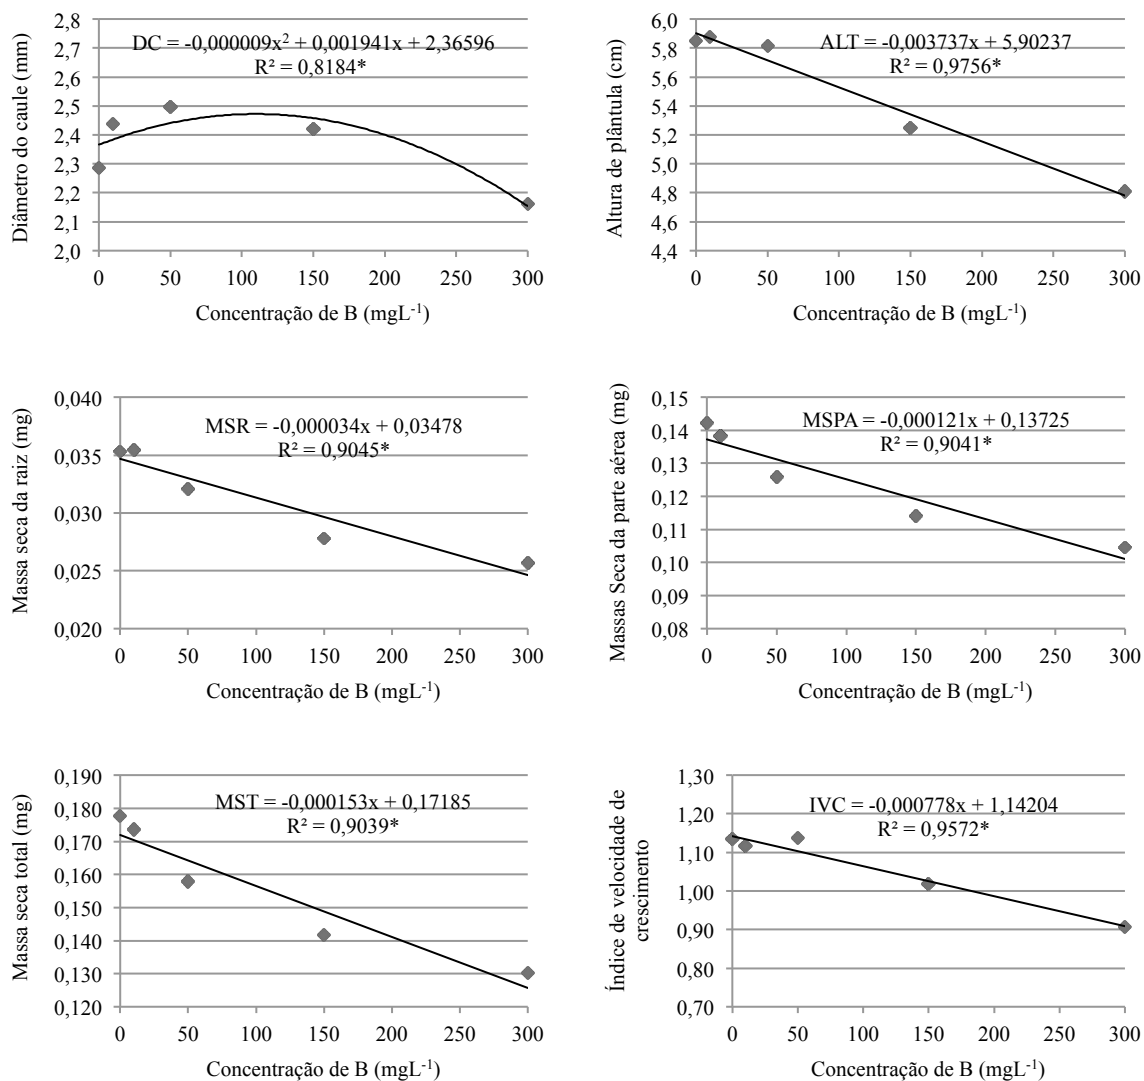 Diâmetro do caule (mm)
2,8
2,7
2,6
2,5
2,4
2,3
2,2
2,1
2,0
DC = -0,000009x² + 0,001941x + 2,36596
R² = 0,8184*
0 50 100 150 200 250 300
Concentração de B (mgL⁻¹)
Altura de plântula (cm)
6,0
5,8
5,6
5,4
5,2
5,0
4,8
4,6
4,4
ALT = -0,003737x + 5,90237
R² = 0,9756*
0 50 100 150 200 250 300
Concentração de B (mgL⁻¹)
Massa seca da raiz (mg)
0,040
0,035
0,030
0,025
0,020
MSR = -0,000034x + 0,03478
R² = 0,9045*
0 50 100 150 200 250 300
Concentração de B (mgL⁻¹)
Massas Seca da parte aérea (mg)
0,15
0,14
0,13
0,12
0,11
0,10
0,09
0,08
MSPA = -0,000121x + 0,13725
R² = 0,9041*
0 50 100 150 200 250 300
Concentração de B (mgL⁻¹)
Massa seca total (mg)
0,190
0,180
0,170
0,160
0,150
0,140
0,130
0,120
MST = -0,000153x + 0,17185
R² = 0,9039*
0 50 100 150 200 250 300
Concentração de B (mgL⁻¹)
Índice de velocidade de
crescimento
1,30
1,20
1,10
1,00
0,90
0,80
0,70
IVC = -0,000778x + 1,14204
R² = 0,9572*
0 50 100 150 200 250 300
Concentração de B (mgL⁻¹)